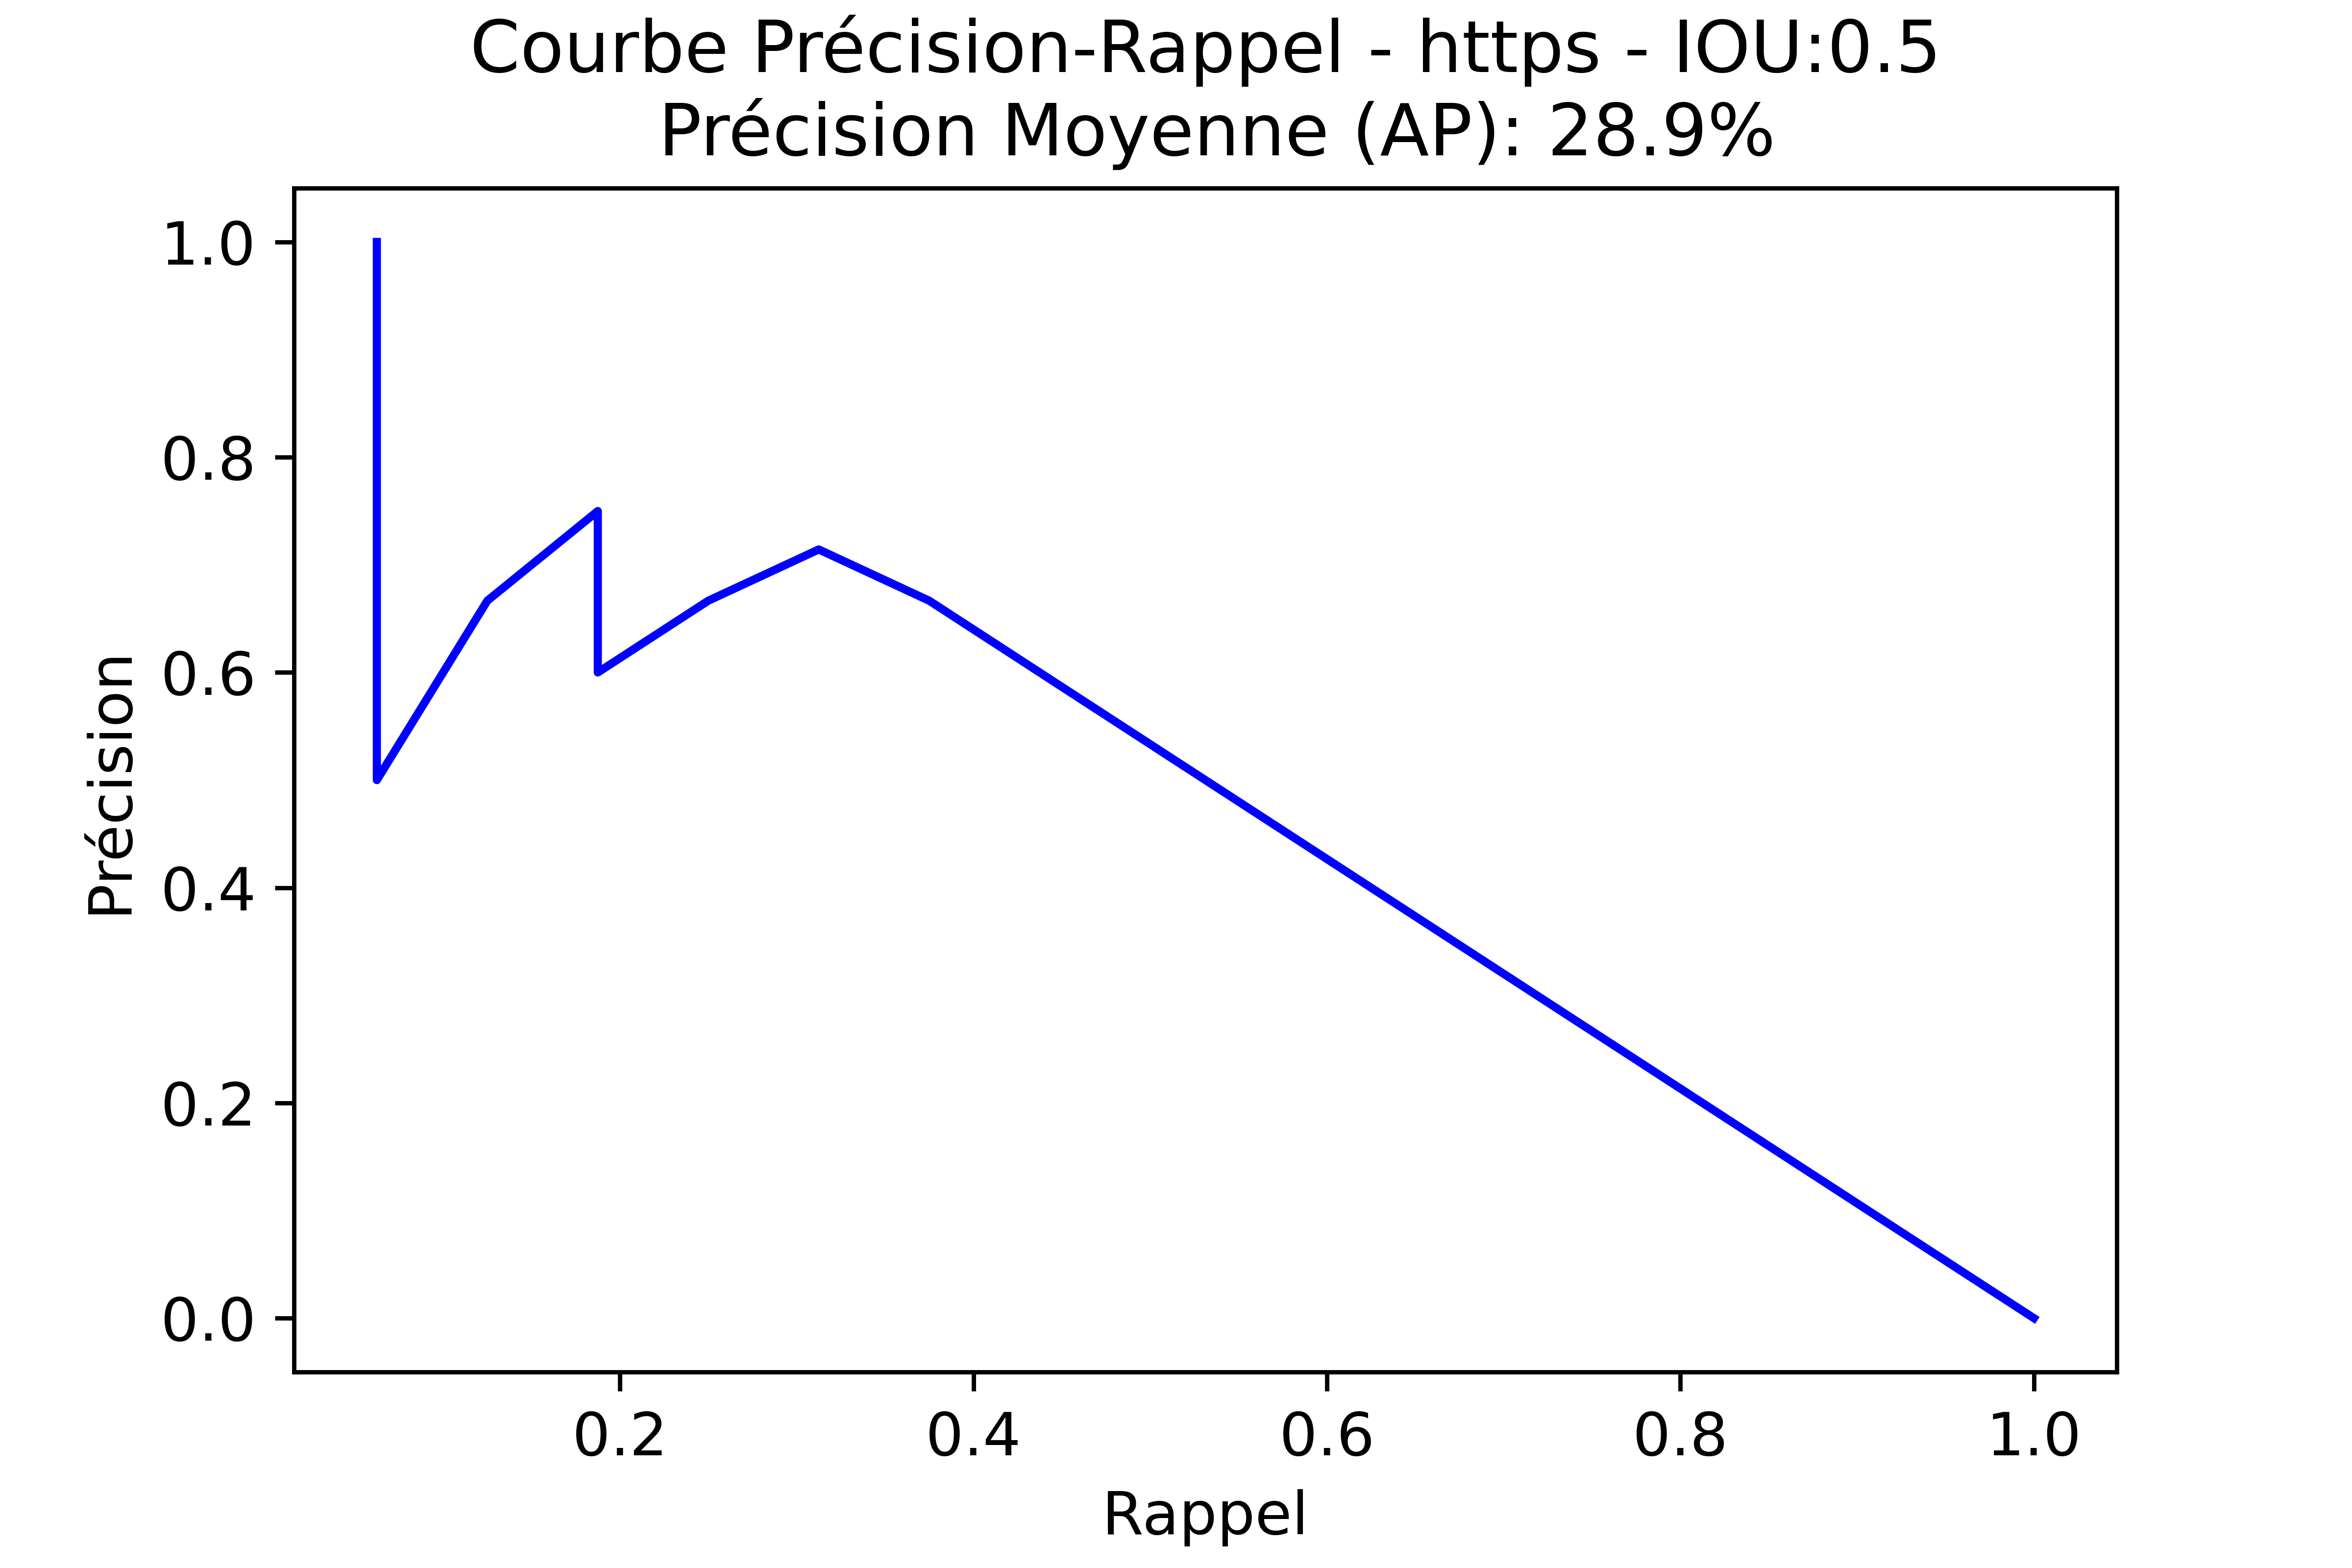 Courbe Précision-Rappel - https - IOU:0.5
Précision Moyenne (AP): 28.9%
1.0
0.8
0.6
0.4
0.2
0.0
Précision
0.2 0.4 0.6 0.8 1.0
Rappel